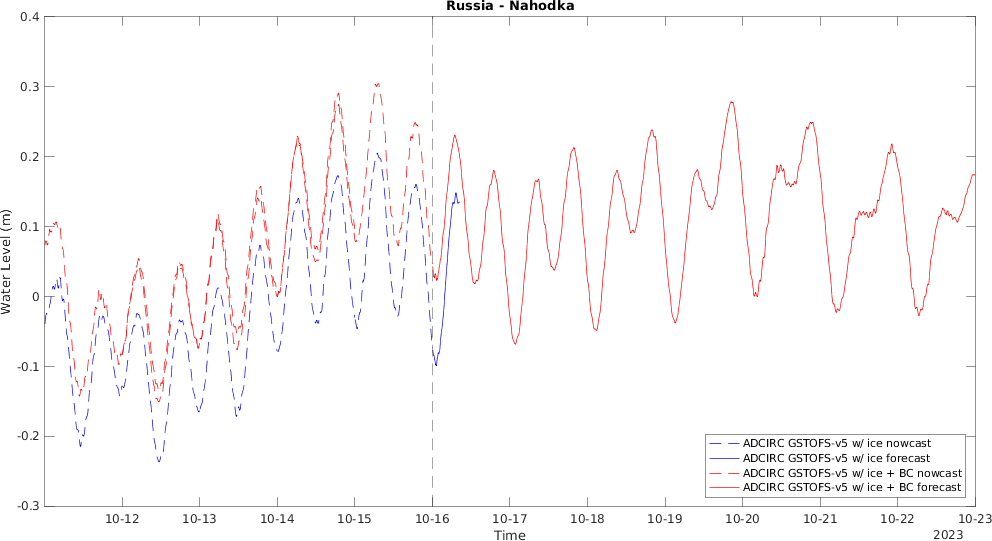 Russia - Nahodka
0.4
0.3
0.2
0.1
0
-0.1
-0.2
-0.3
Water Level (m)
10-12 10-13 10-14 10-15 10-16 10-17 10-18 10-19 10-20 10-21 10-22 10-23
Time
2023
ADCIRC GSTOFS-v5 w/ ice nowcast
ADCIRC GSTOFS-v5 w/ ice forecast
ADCIRC GSTOFS-v5 w/ ice + BC nowcast
ADCIRC GSTOFS-v5 w/ ice + BC forecast